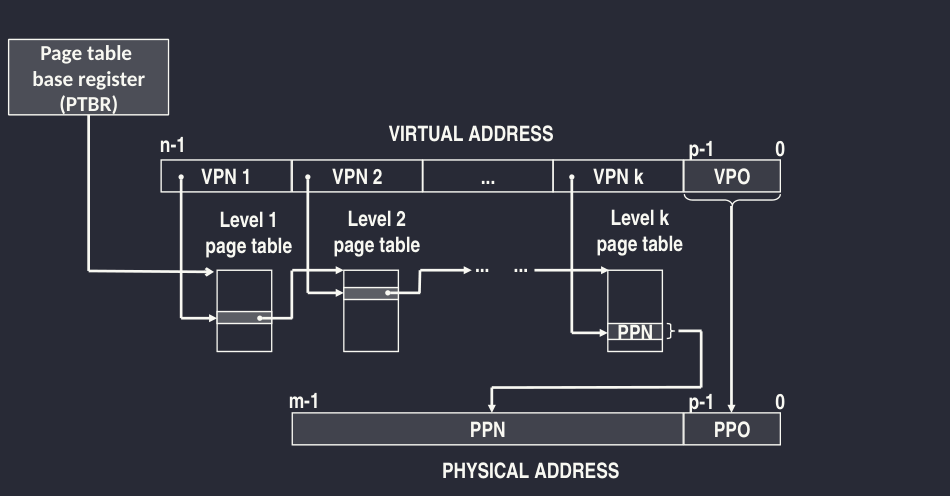 Page table
base register
(PTBR)
VIRTUAL ADDRESS
n-1
p-1
0
VPN 1
VPN 2
...
VPN k
VPO
Level 1
page table
Level 2
page table
Level k
page table
...
...
PPN
m-1
p-1
0
PPN
PPO
PHYSICAL ADDRESS